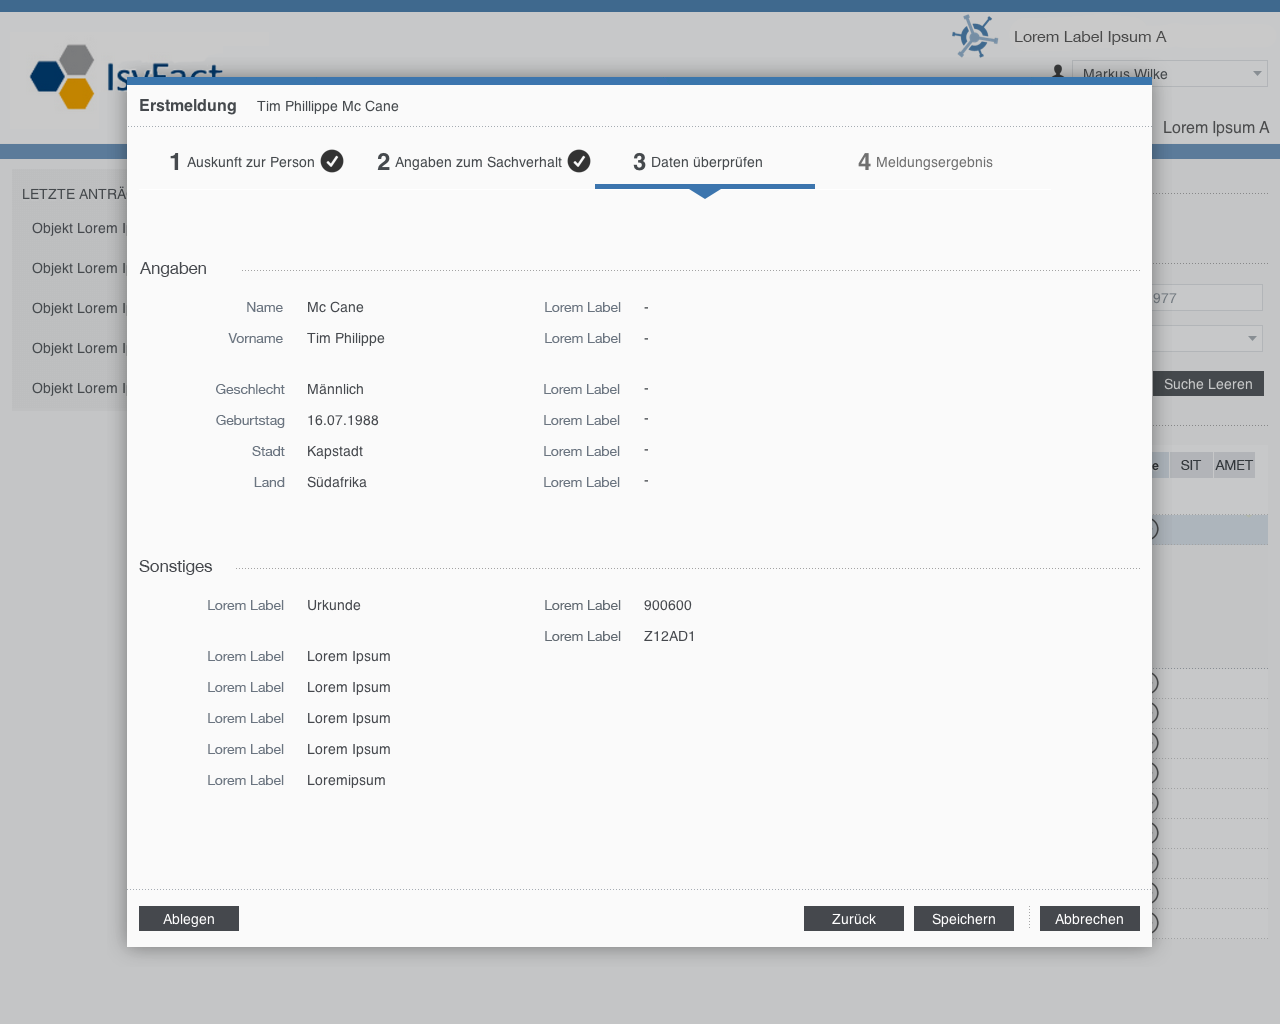 Lorem Label Ipsum A
IsyFact
Markus Wilke
Erstmeldung Tim Phillippe Mc Cane
Lorem Ipsum A
1 Auskunft zur Person 2 Angaben zum Sachverhalt 3 Daten überprüfen 4 Meldungsergebnis
LETZTE ANTRÄ
Objekt Lorem I
Objekt Lorem I
Objekt Lorem I
Objekt Lorem I
Objekt Lorem I
Angaben
Name Mc Cane Lorem Label -
977
Vorname Tim Philippe Lorem Label -
Geschlecht Männlich Lorem Label -
Suche Leeren
Geburtstag 16.07.1988 Lorem Label -
Stadt Kapstadt Lorem Label -
e SIT AMET
Land Südafrika Lorem Label -
Sonstiges
Lorem Label Urkunde Lorem Label 900600
Lorem Label Z12AD1
Lorem Label Lorem Ipsum
Lorem Label Lorem Ipsum
Lorem Label Lorem Ipsum
Lorem Label Lorem Ipsum
Lorem Label Loremipsum
Ablegen Zurück Speichern Abbrechen